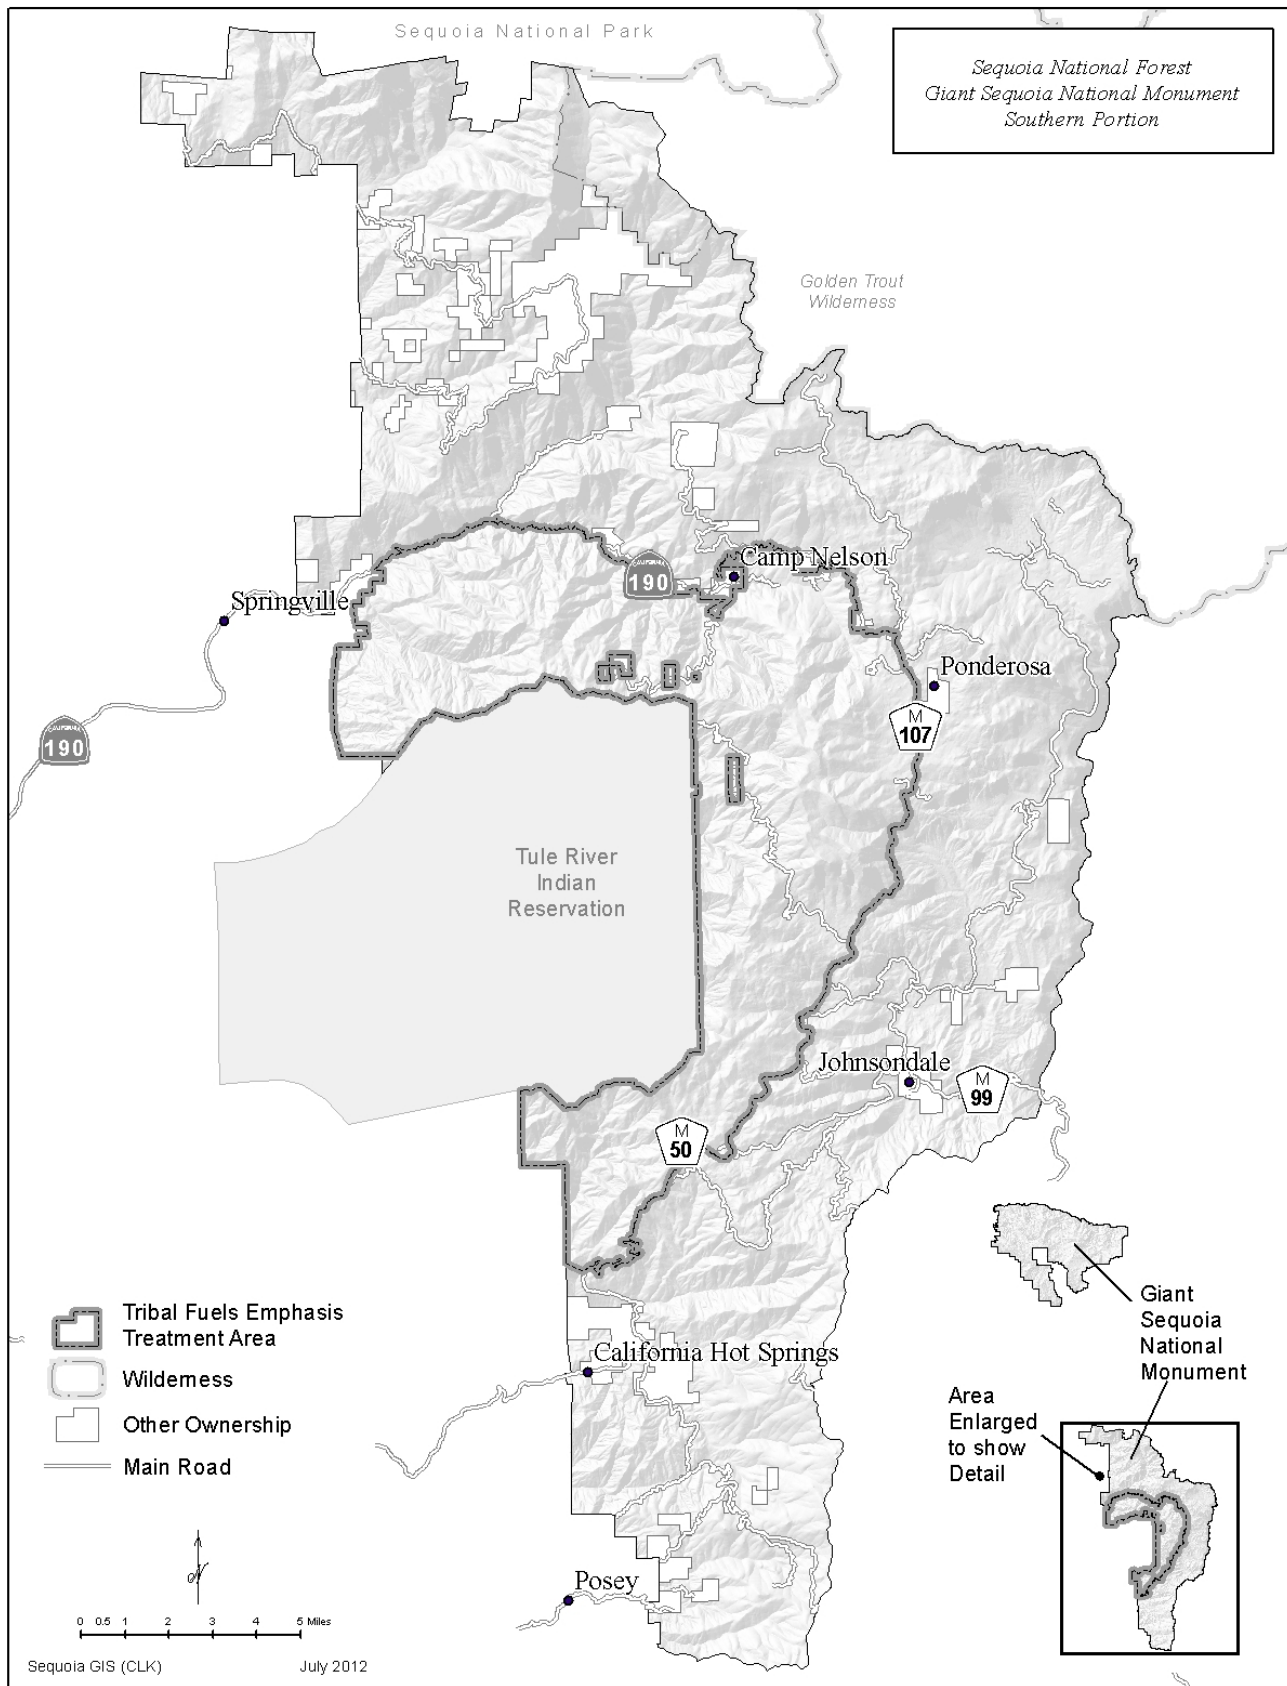 Sequoia National Park
Sequoia National Forest
Giant Sequoia National Monument
Southern Portion
Golden Trout
Wilderness
CALIFORNIA
190
Camp Nelson
Springville
Ponderosa
M
107
CALIFORNIA
190
Tule River
Indian
Reservation
Johnsondale
M
99
M
50
Giant
Sequoia
National
Monument
Tribal Fuels Emphasis
Treatment Area
Wilderness
Other Ownership
Main Road
California Hot Springs
Area
Enlarged
to show
Detail
N
Posey
0 0.5 1 2 3 4 5 Miles
Sequoia GIS (CLK) July 2012